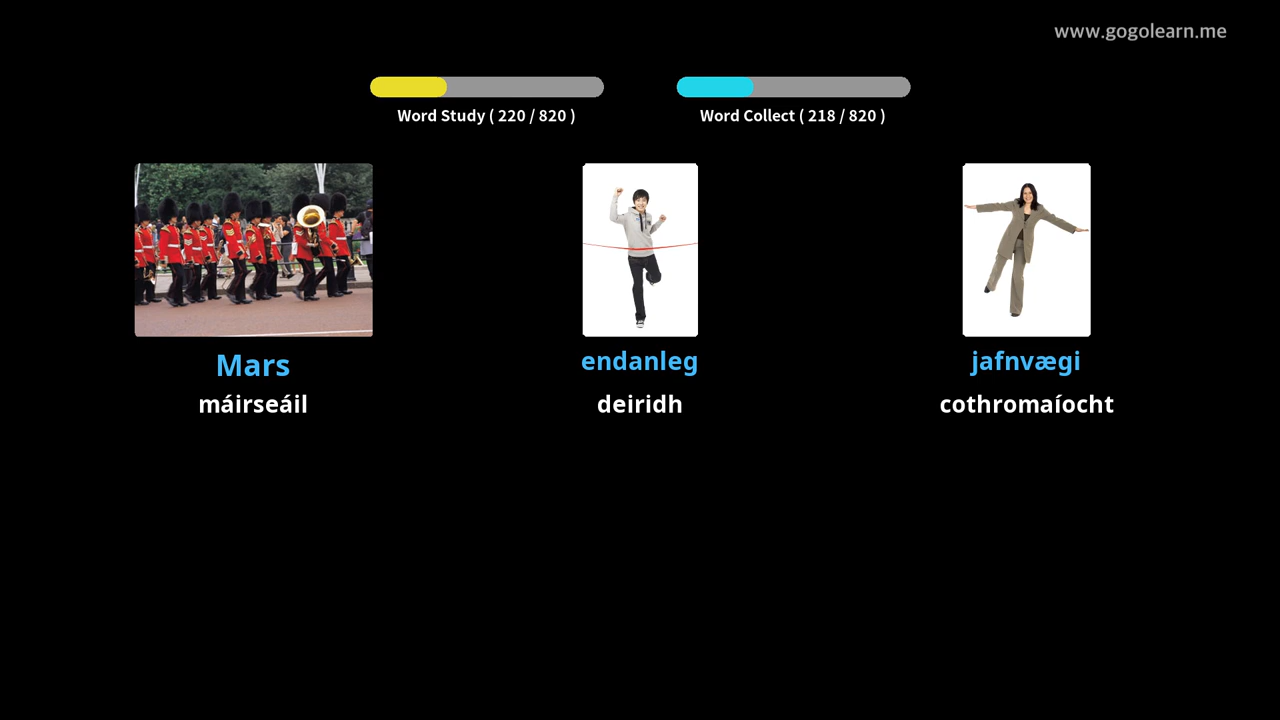 www.gogolearn.me
Word Study ( 220 / 820 )
Word Collect ( 218 / 820 )
Mars
endanleg
jafnvægi
máirseáil
deiridh
cothromaíocht